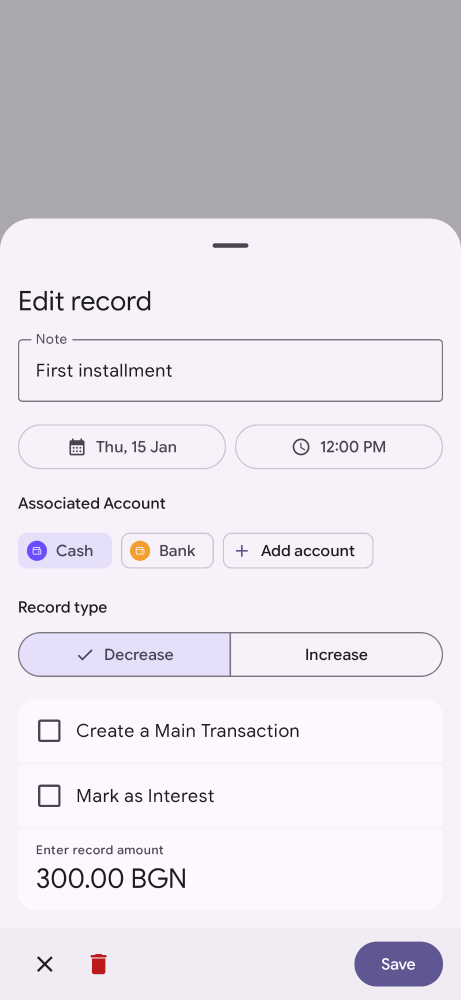 Edit record
Note
First installment
Thu, 15 Jan
12:00 PM
Associated Account
Cash
Bank
Add account
Record type
Decrease
Increase
Create a Main Transaction
Mark as Interest
Enter record amount
300.00 BGN
Save